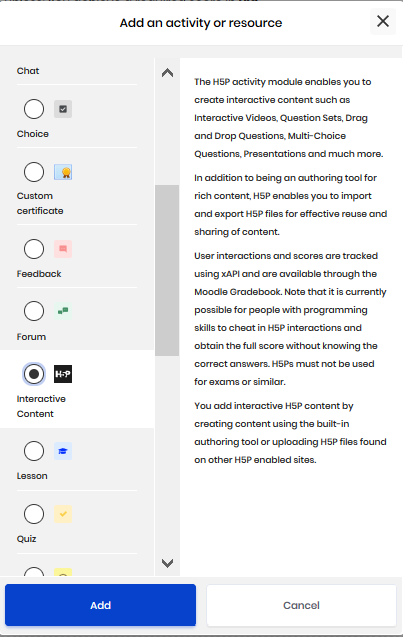 Add an activity or resource
Chat
Choice
Custom
certificate
Feedback
Forum
H5P
Interactive
Content
Lesson
Quiz
The H5P activity module enables you to
create interactive content such as
Interactive Videos, Question Sets, Drag
and Drop Questions, Multi-Choice
Questions, Presentations and much more.
In addition to being an authoring tool for
rich content, H5P enables you to import
and export H5P files for effective reuse and
sharing of content.
User interactions and scores are tracked
using xAPI and are available through the
Moodle Gradebook. Note that it is currently
possible for people with programming
skills to cheat in H5P interactions and
obtain the full score without knowing the
correct answers. H5Ps must not be used
for exams or similar.
You add interactive H5P content by
creating content using the built-in
authoring tool or uploading H5P files found
on other H5P enabled sites.
Add
Cancel